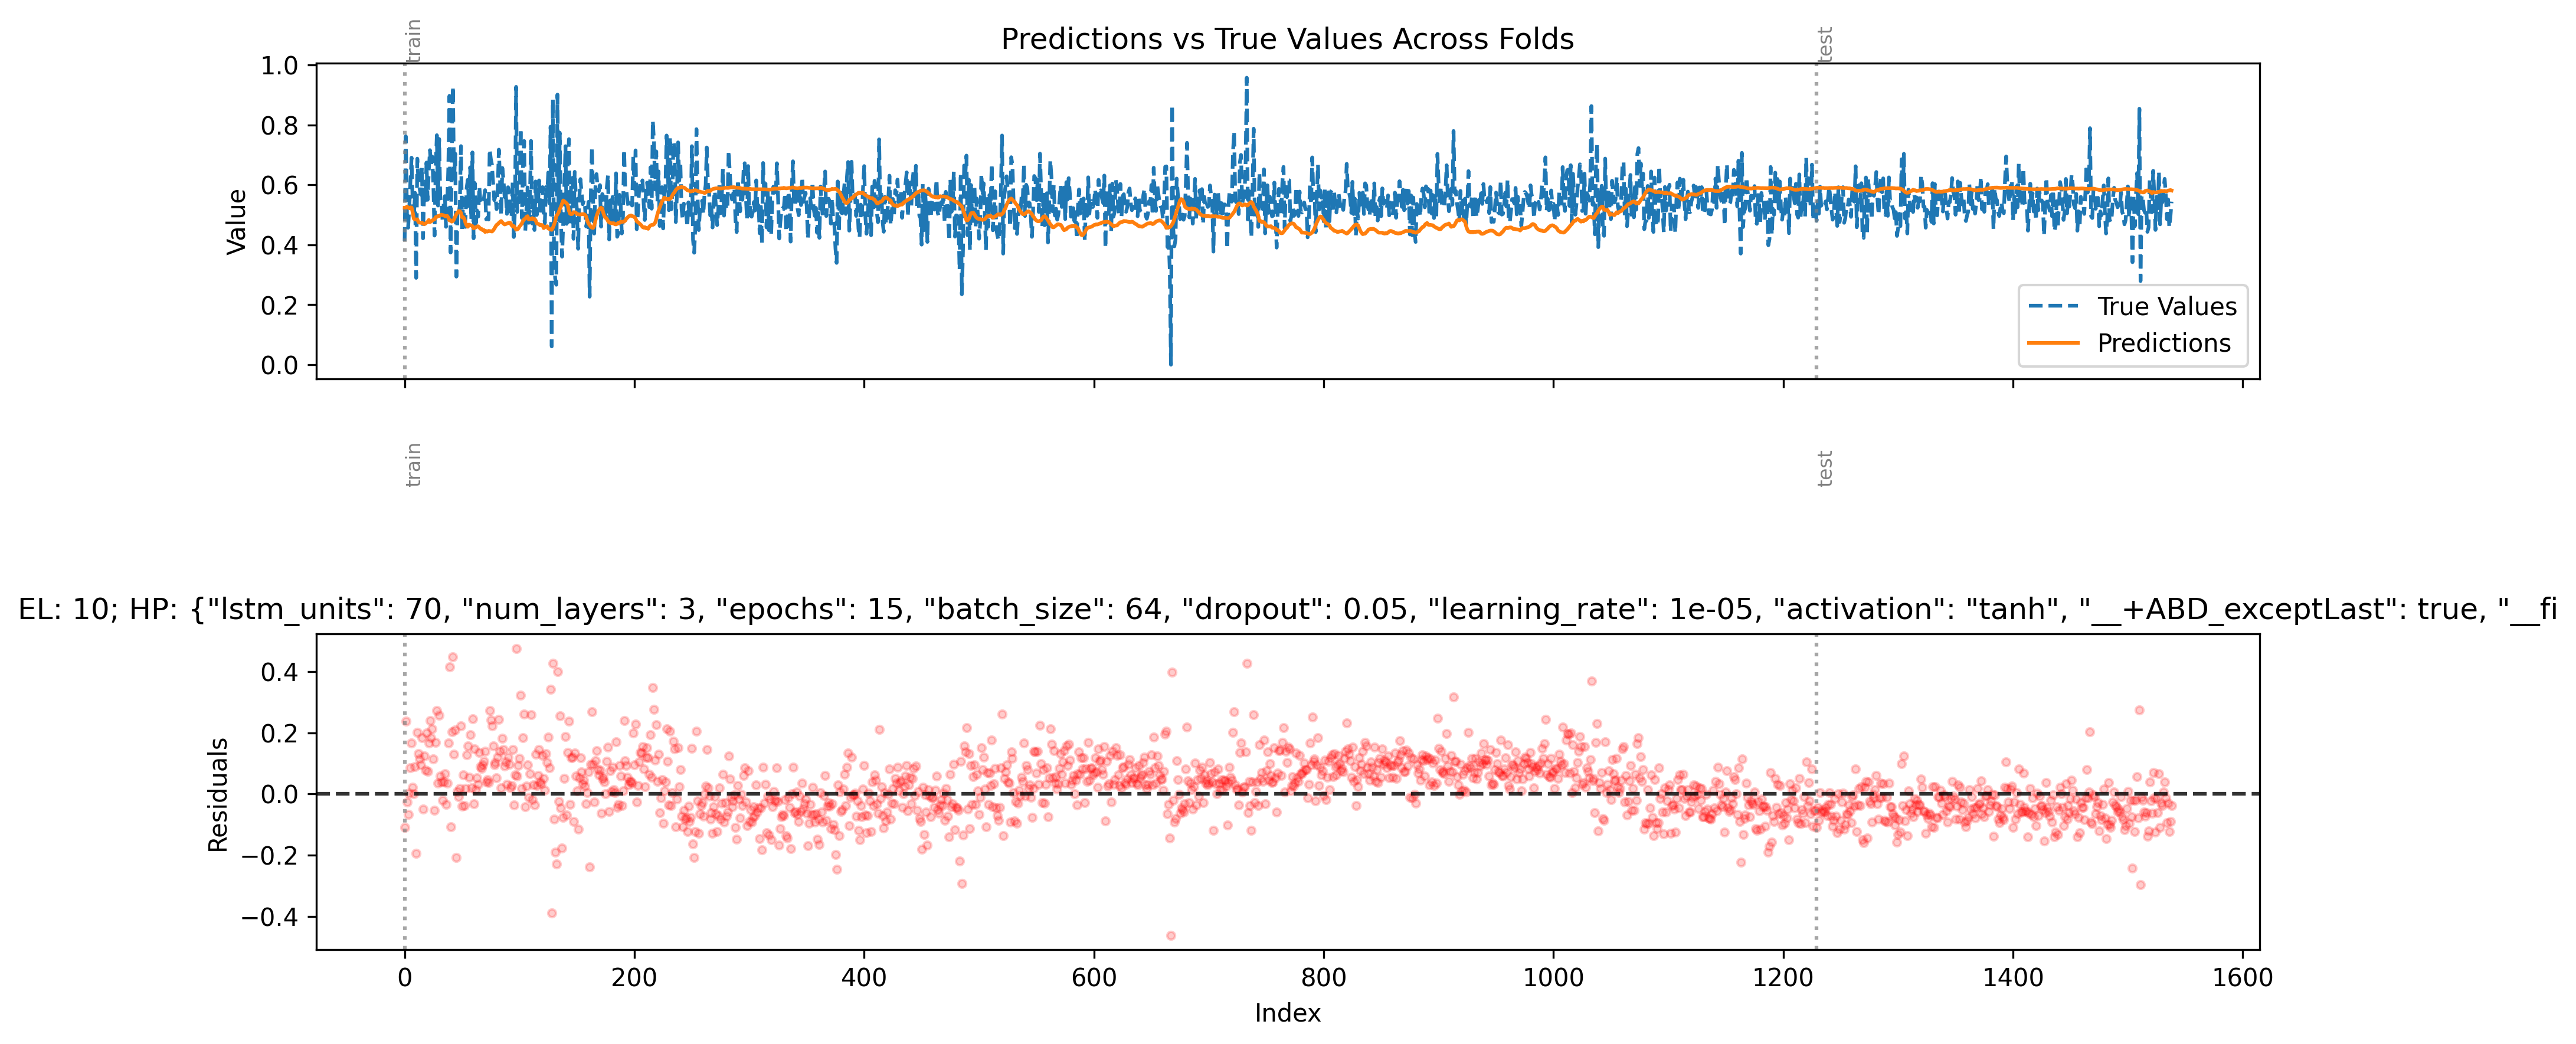 train
test
Predictions vs True Values Across Folds
1.0
0.8
0.6
0.4
0.2
0.0
Value
True Values
Predictions
train
test
EL: 10; HP: {"lstm_units": 70, "num_layers": 3, "epochs": 15, "batch_size": 64, "dropout": 0.05, "learning_rate": 1e-05, "activation": "tanh", "__+ABD_exceptLast": true, "__fi
0.4
0.2
0.0
−0.2
−0.4
Residuals
0 200 400 600 800 1000 1200 1400 1600
Index